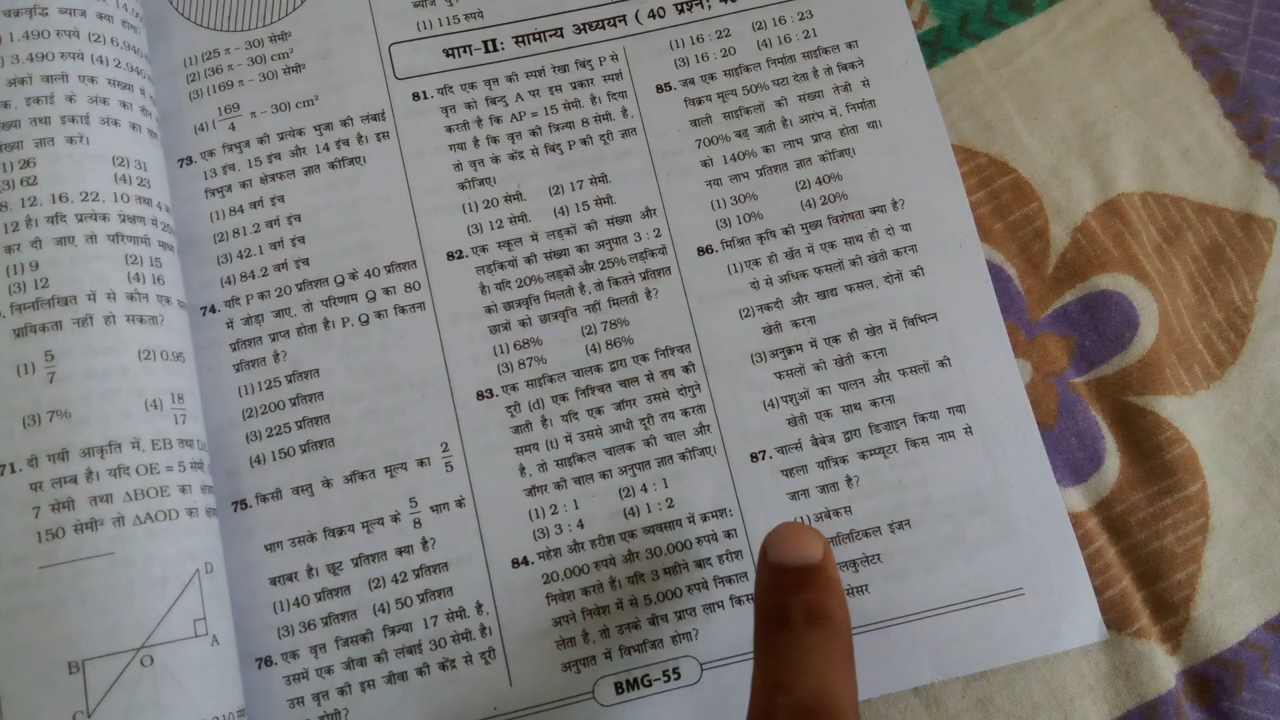 चक्रवृद्धि ब्याज क्या होगा
1.490 रुपये (2) 6,940
3.490 रुपये (4) 2,940
अंकों वाली एक संख्या में
क, इकाई के अंक का
ख्या तथा इकाई अंक का
संख्या ज्ञात करें।
1) 26 (2) 31
3) 62 (4) 23
8, 12, 16, 22, 10 तथा 4
12 है। यदि प्रत्येक प्रेक्षण में
कर दी जाए तो परिणामी माध्य
(1) 9 (2) 15
(3) 12 (4) 16
निम्नलिखित में से कौन एक
प्रायिकता नहीं हो सकता?
(1) 5/7 (2) 0.95
(3) 7% (4) 18/17
71. दी गयी आकृति में, EB तथा
पर लम्ब है। यदि OE = 5 सेमी
7 सेमी तथा ΔBOE का
150 सेमी² तो ΔAOD का
D
B O A
C
(1) (25 π – 30) सेमी²
(2) (36 π – 30) cm²
(3) (169 π – 30) सेमी²
(4) (169/4 π – 30) cm²
73. एक त्रिभुज की प्रत्येक भुजा की लंबाई
13 इंच, 15 इंच और 14 इंच है। इस
त्रिभुज का क्षेत्रफल ज्ञात कीजिए।
(1) 84 वर्ग इंच
(2) 81.2 वर्ग इंच
(3) 42.1 वर्ग इंच
(4) 84.2 वर्ग इंच
74. यदि P का 20 प्रतिशत Q के 40 प्रतिशत
में जोड़ा जाए, तो परिणाम Q का 80
प्रतिशत प्राप्त होता है। P, Q का कितना
प्रतिशत है?
(1) 125 प्रतिशत
(2) 200 प्रतिशत
(3) 225 प्रतिशत
(4) 150 प्रतिशत
75. किसी वस्तु के अंकित मूल्य का 2/5
भाग उसके विक्रय मूल्य के 5/8 भाग के
बराबर है। छूट प्रतिशत क्या है?
(1) 40 प्रतिशत (2) 42 प्रतिशत
(3) 36 प्रतिशत (4) 50 प्रतिशत
76. एक वृत्त जिसकी त्रिज्या 17 सेमी. है,
उसमें एक जीवा की लंबाई 30 सेमी. है।
उस वृत्त की इस जीवा की केंद्र से दूरी
होगी?
(1) 115 रुपये
भाग-II: सामान्य अध्ययन ( 40 प्रश्न;
81. यदि एक वृत्त की स्पर्श रेखा बिंदु P से
वृत्त को बिन्दु A पर इस प्रकार स्पर्श
करती है कि AP = 15 सेमी. है। दिया
गया है कि वृत्त की त्रिज्या 8 सेमी. है,
तो वृत्त के केंद्र से बिंदु P की दूरी ज्ञात
कीजिए।
(1) 20 सेमी. (2) 17 सेमी.
(3) 12 सेमी. (4) 15 सेमी.
82. एक स्कूल में लड़कों की संख्या और
लड़कियों की संख्या का अनुपात 3 : 2
है। यदि 20% लड़कों और 25% लड़कियों
को छात्रवृत्ति मिलती है, तो कितने प्रतिशत
छात्रों को छात्रवृत्ति नहीं मिलती है?
(1) 68% (2) 78%
(3) 87% (4) 86%
83. एक साइकिल चालक द्वारा एक निश्चित
दूरी (d) एक निश्चित चाल से तय की
जाती है। यदि एक जॉगर उससे दोगुने
समय (t) में उससे आधी दूरी तय करता
है, तो साइकिल चालक की चाल और
जॉगर की चाल का अनुपात ज्ञात कीजिए।
(1) 2 : 1 (2) 4 : 1
(3) 3 : 4 (4) 1 : 2
84. महेश और हरीश एक व्यवसाय में क्रमश:
20,000 रुपये और 30,000 रुपये का
निवेश करते हैं। यदि 3 महीने बाद हरीश
अपने निवेश में से 5,000 रुपये निकाल
लेता है, तो उनके बीच प्राप्त लाभ किस
अनुपात में विभाजित होगा?
(1) 16 : 22 (2) 16 : 23
(3) 16 : 20 (4) 16 : 21
85. जब एक साइकिल निर्माता साइकिल का
विक्रय मूल्य 50% घटा देता है तो बिकने
वाली साइकिलों की संख्या तेजी से
700% बढ़ जाती है। आरंभ में, निर्माता
को 140% का लाभ प्राप्त होता था।
नया लाभ प्रतिशत ज्ञात कीजिए।
(1) 30% (2) 40%
(3) 10% (4) 20%
86. मिश्रित कृषि की मुख्य विशेषता क्या है?
(1) एक ही खेत में एक साथ ही दो या
दो से अधिक फसलों की खेती करना
(2) नकदी और खाद्य फसल, दोनों की
खेती करना
(3) अनुक्रम में एक ही खेत में विभिन्न
फसलों की खेती करना
(4) पशुओं का पालन और फसलों की
खेती एक साथ करना
87. चार्ल्स बैबेज द्वारा डिज़ाइन किया गया
पहला यांत्रिक कम्प्यूटर किस नाम से
जाना जाता है?
(1) अबेकस
नालिटिकल इंजन
लकुलेटर
सेसर
BMG–55